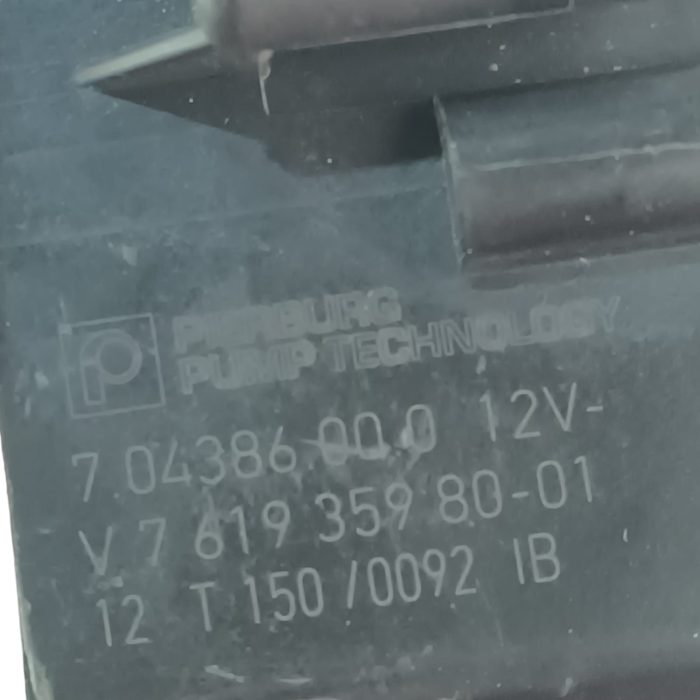 PIERBURG
PUMP TECHNOLOGY
7.04386.00.0 12V-
V 7 619 359 80-01
12 T 150 /0092 IB